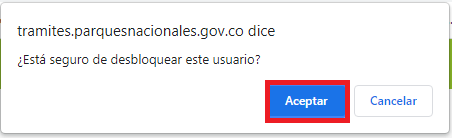 tramites.parquesnacionales.gov.co dice
¿Está seguro de desbloquear este usuario?
Aceptar
Cancelar